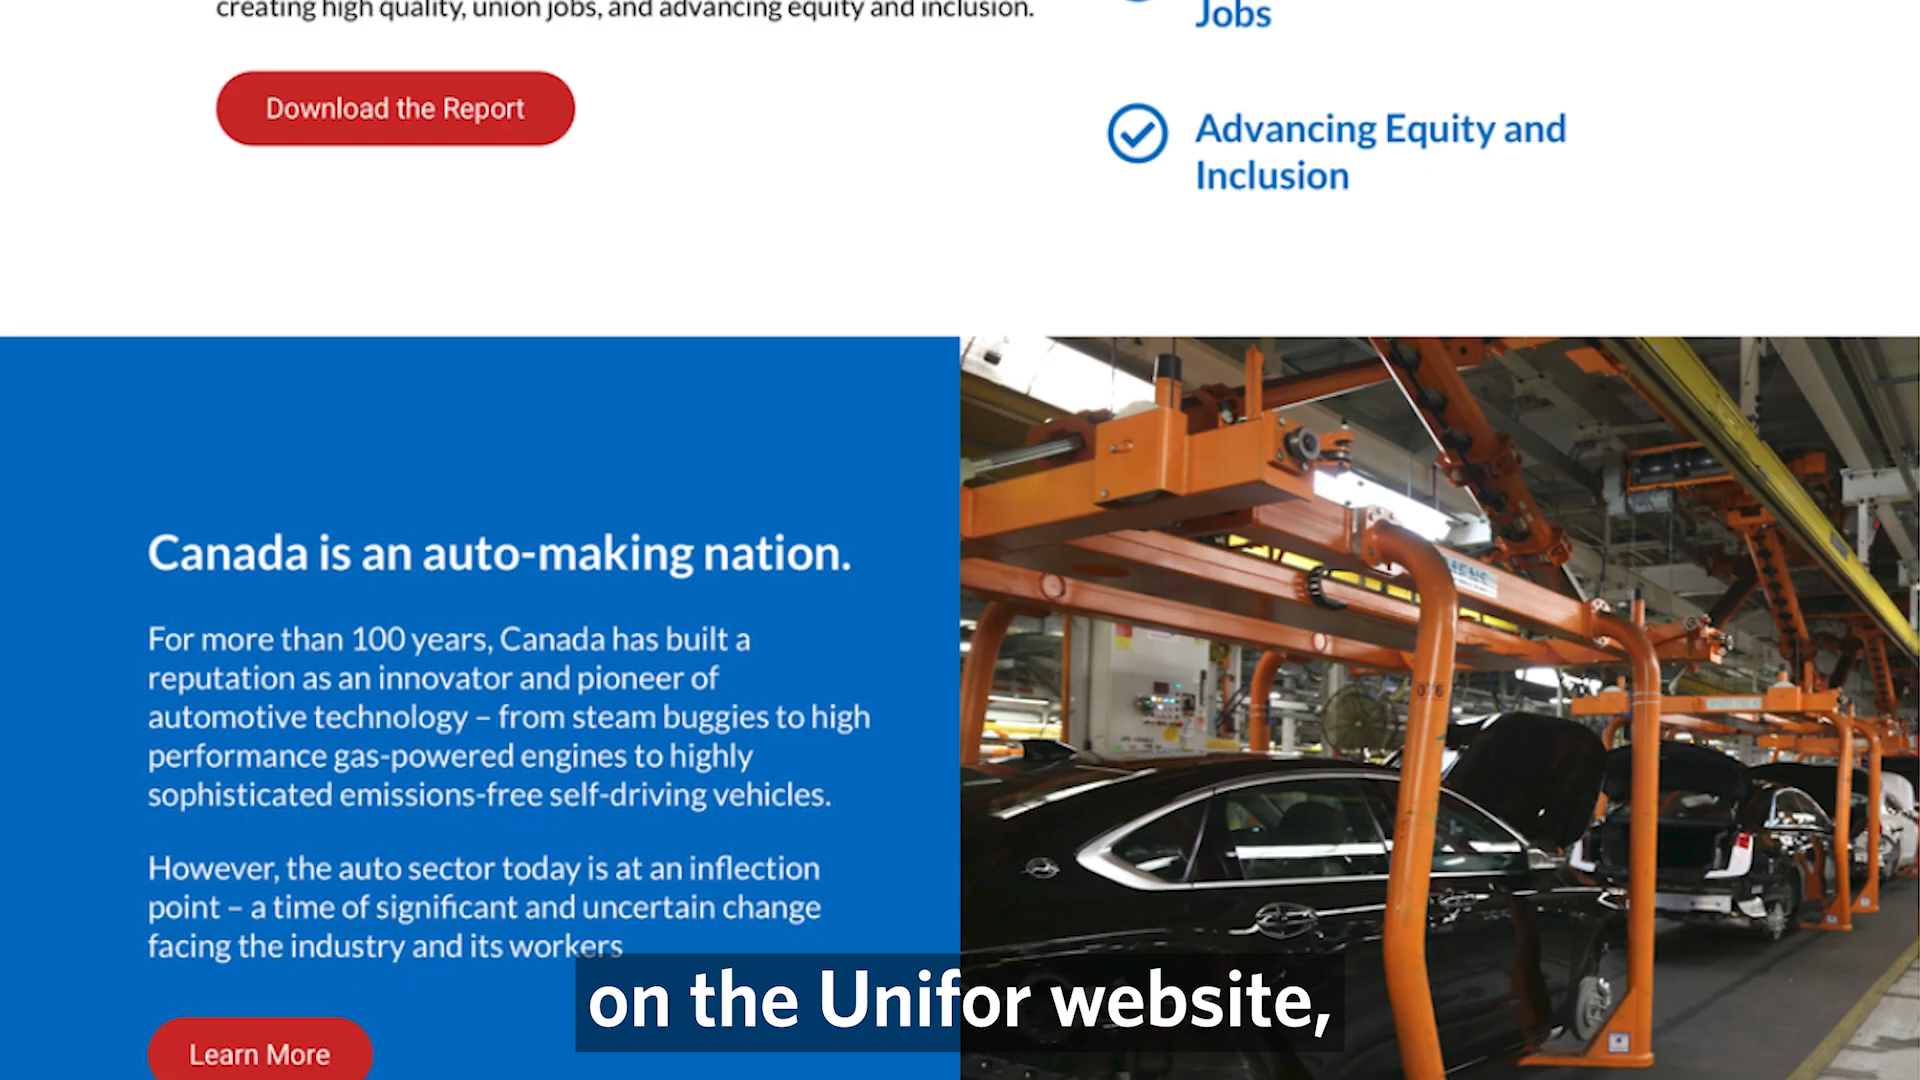 creating high quality, union jobs, and advancing equity and inclusion.
Download the Report
Jobs
Advancing Equity and
Inclusion
Canada is an auto-making nation.
For more than 100 years, Canada has built a
reputation as an innovator and pioneer of
automotive technology – from steam buggies to high
performance gas-powered engines to highly
sophisticated emissions-free self-driving vehicles.
However, the auto sector today is at an inflection
point – a time of significant and uncertain change
facing the industry and its workers
Learn More
076
on the Unifor website,